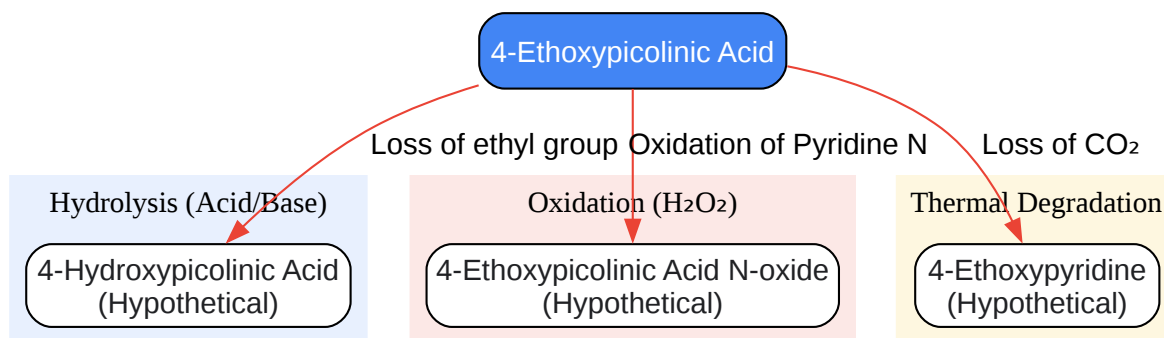 4-Ethoxypicolinic Acid
Loss of ethyl group
Oxidation of Pyridine N
Loss of CO₂
Hydrolysis (Acid/Base)
Oxidation (H₂O₂)
Thermal Degradation
4-Hydroxypicolinic Acid
(Hypothetical)
4-Ethoxypicolinic Acid N-oxide
(Hypothetical)
4-Ethoxypyridine
(Hypothetical)